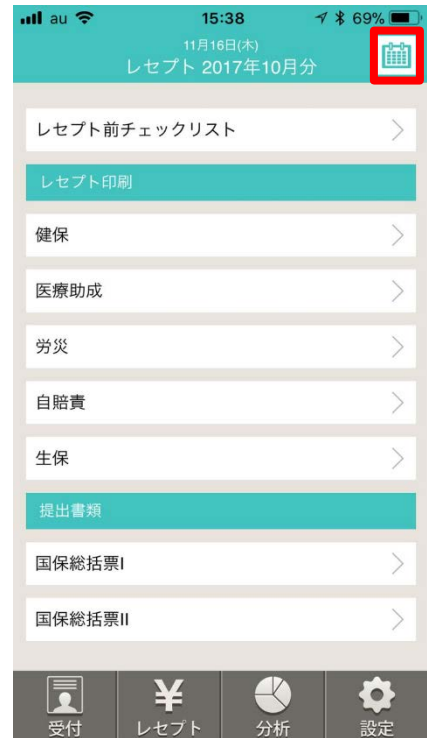 au 15:38 69%
11月16日(木)
レセプト 2017年10月分
レセプト前チェックリスト
レセプト印刷
健保
医療助成
労災
自賠責
生保
提出書類
国保総括票I
国保総括票II
¥
受付 レセプト 分析 設定